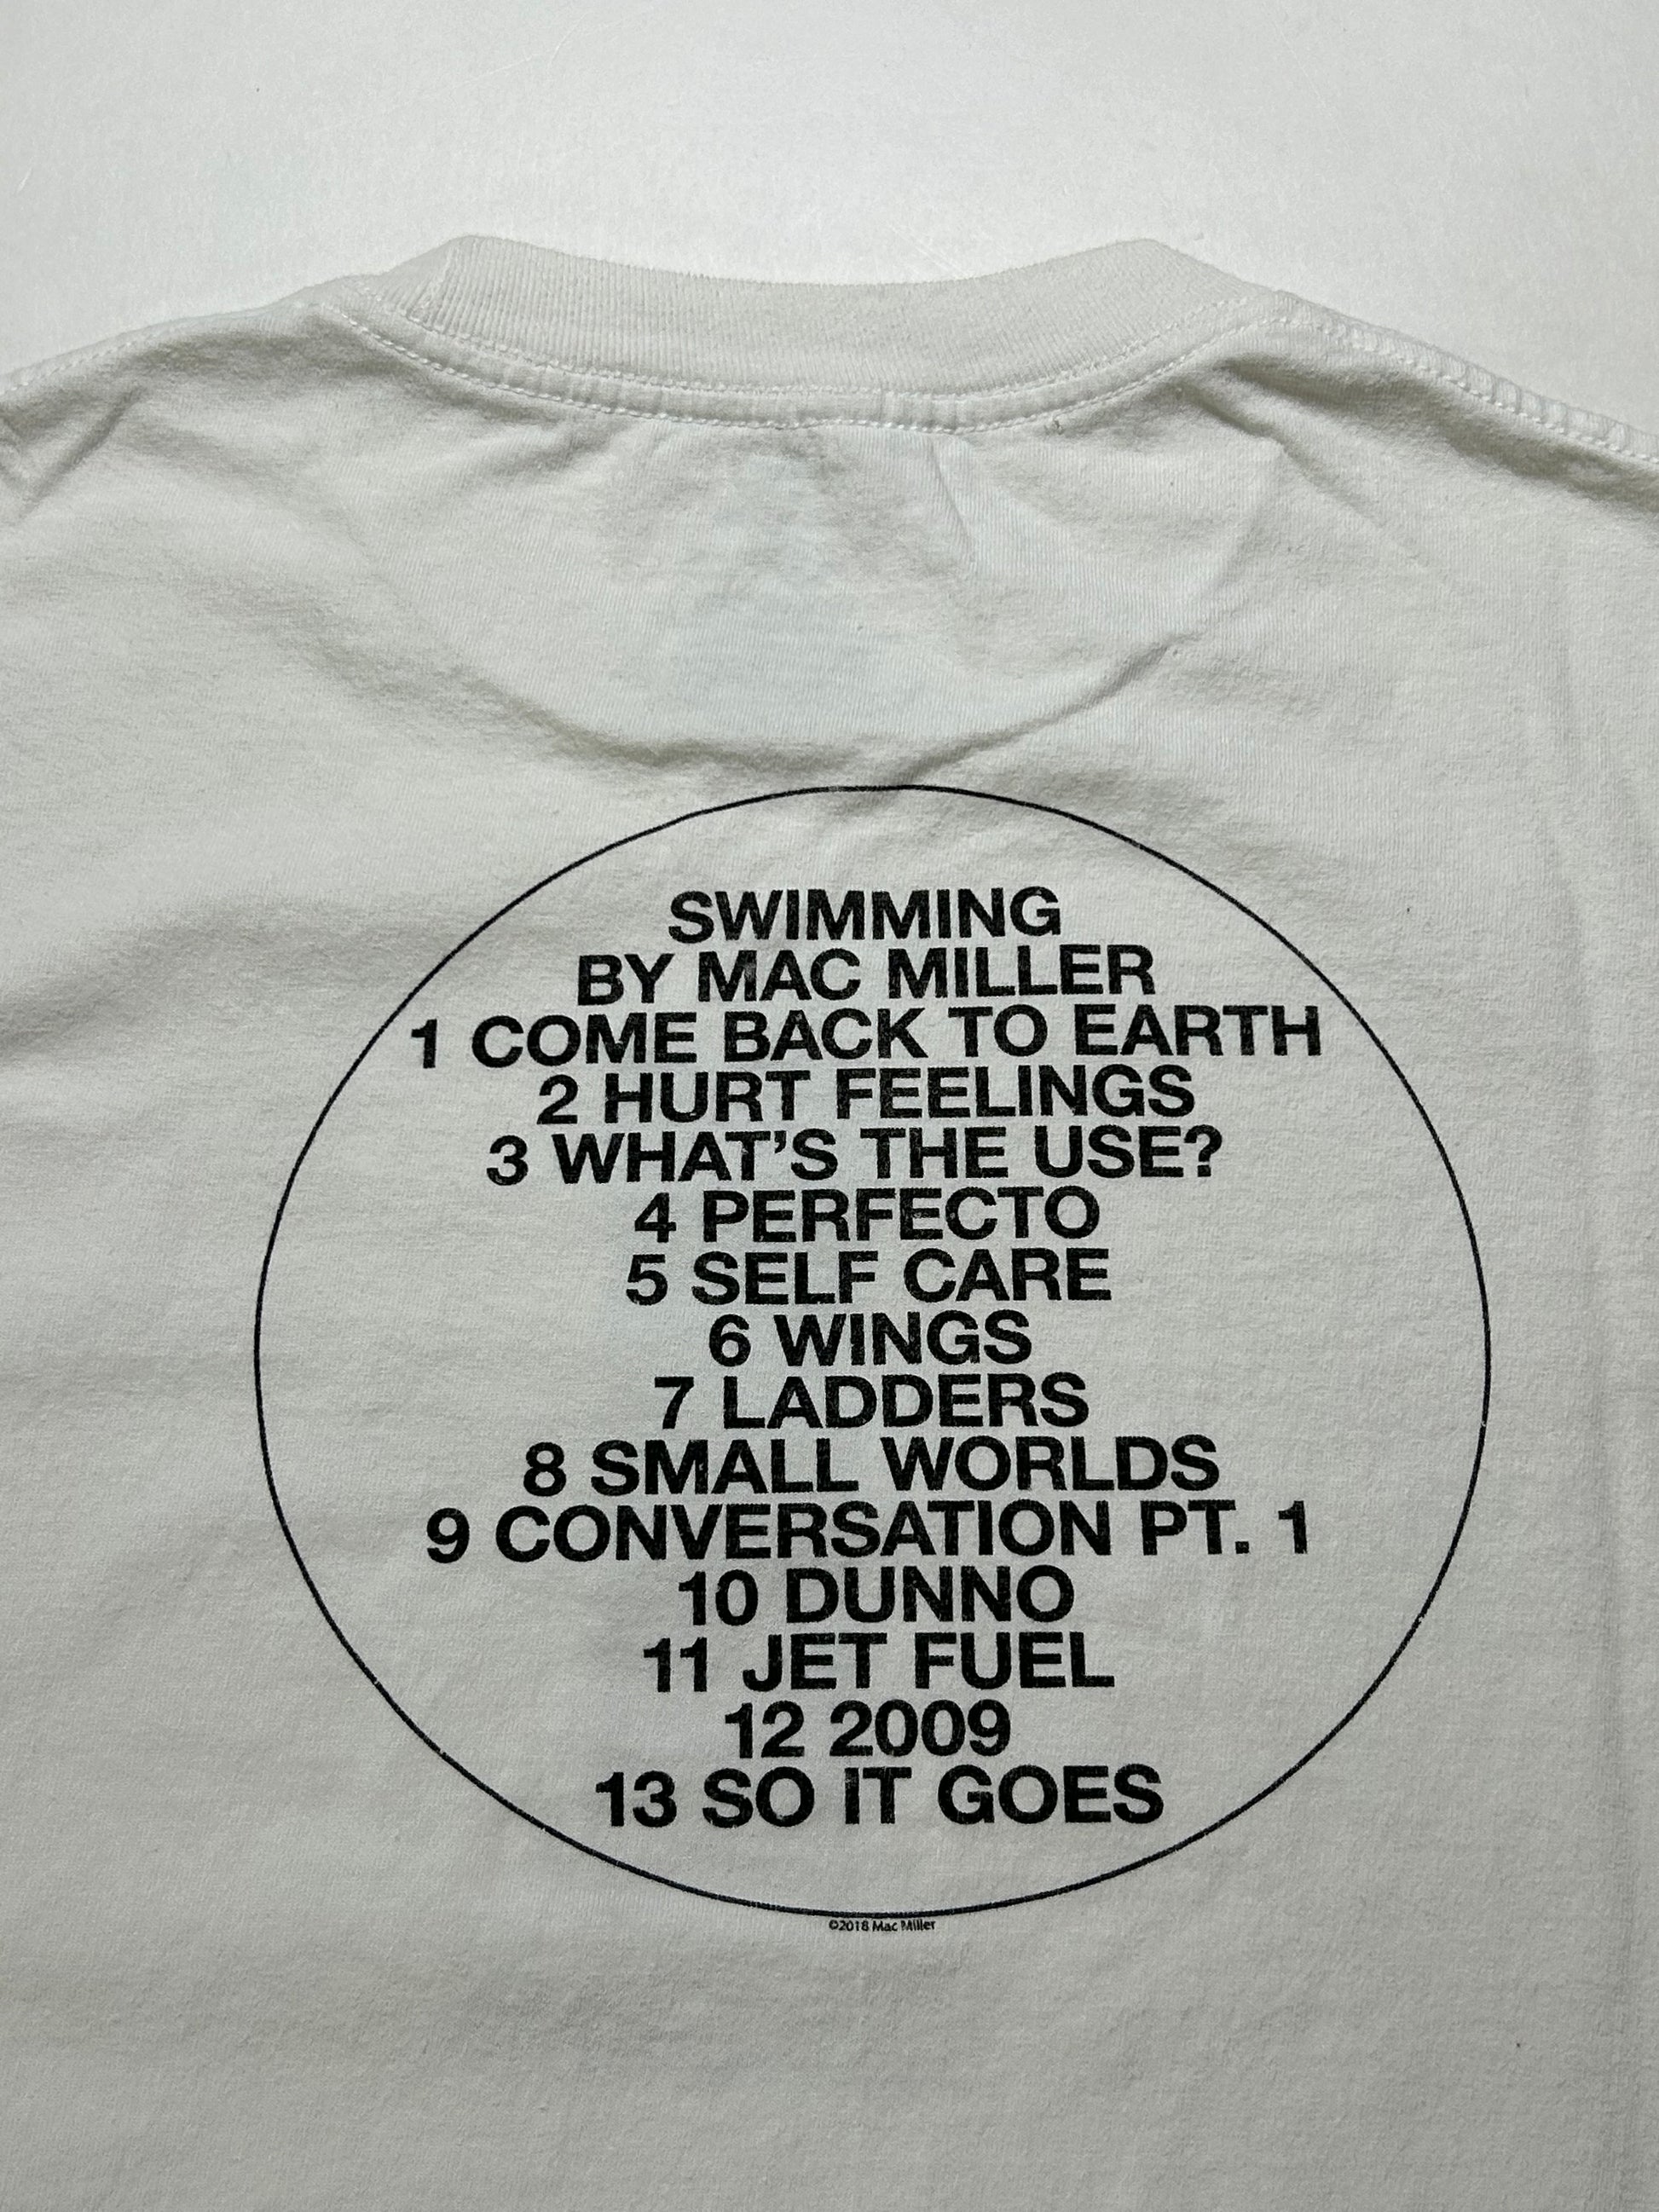 SWIMMING
BY MAC MILLER
1 COME BACK TO EARTH
2 HURT FEELINGS
3 WHAT'S THE USE?
4 PERFECTO
5 SELF CARE
6 WINGS
7 LADDERS
8 SMALL WORLDS
9 CONVERSATION PT. 1
10 DUNNO
11 JET FUEL
12 2009
13 SO IT GOES
©2018 Mac Miller